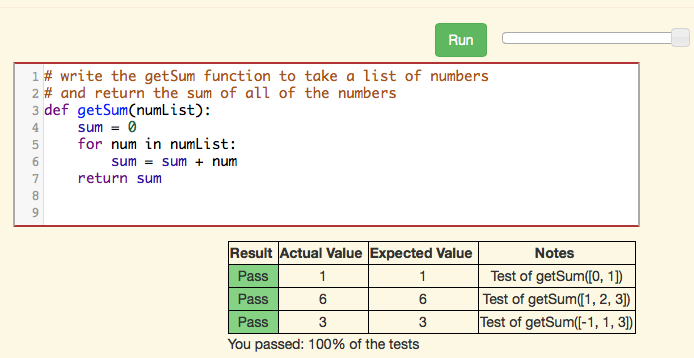 Run
1 # write the getSum function to take a list of numbers
2 # and return the sum of all of the numbers
3 def getSum(numList):
4     sum = 0
5     for num in numList:
6         sum = sum + num
7     return sum
8
9
Result Actual Value Expected Value Notes
Pass 1 1 Test of getSum([0, 1])
Pass 6 6 Test of getSum([1, 2, 3])
Pass 3 3 Test of getSum([-1, 1, 3])
You passed: 100% of the tests